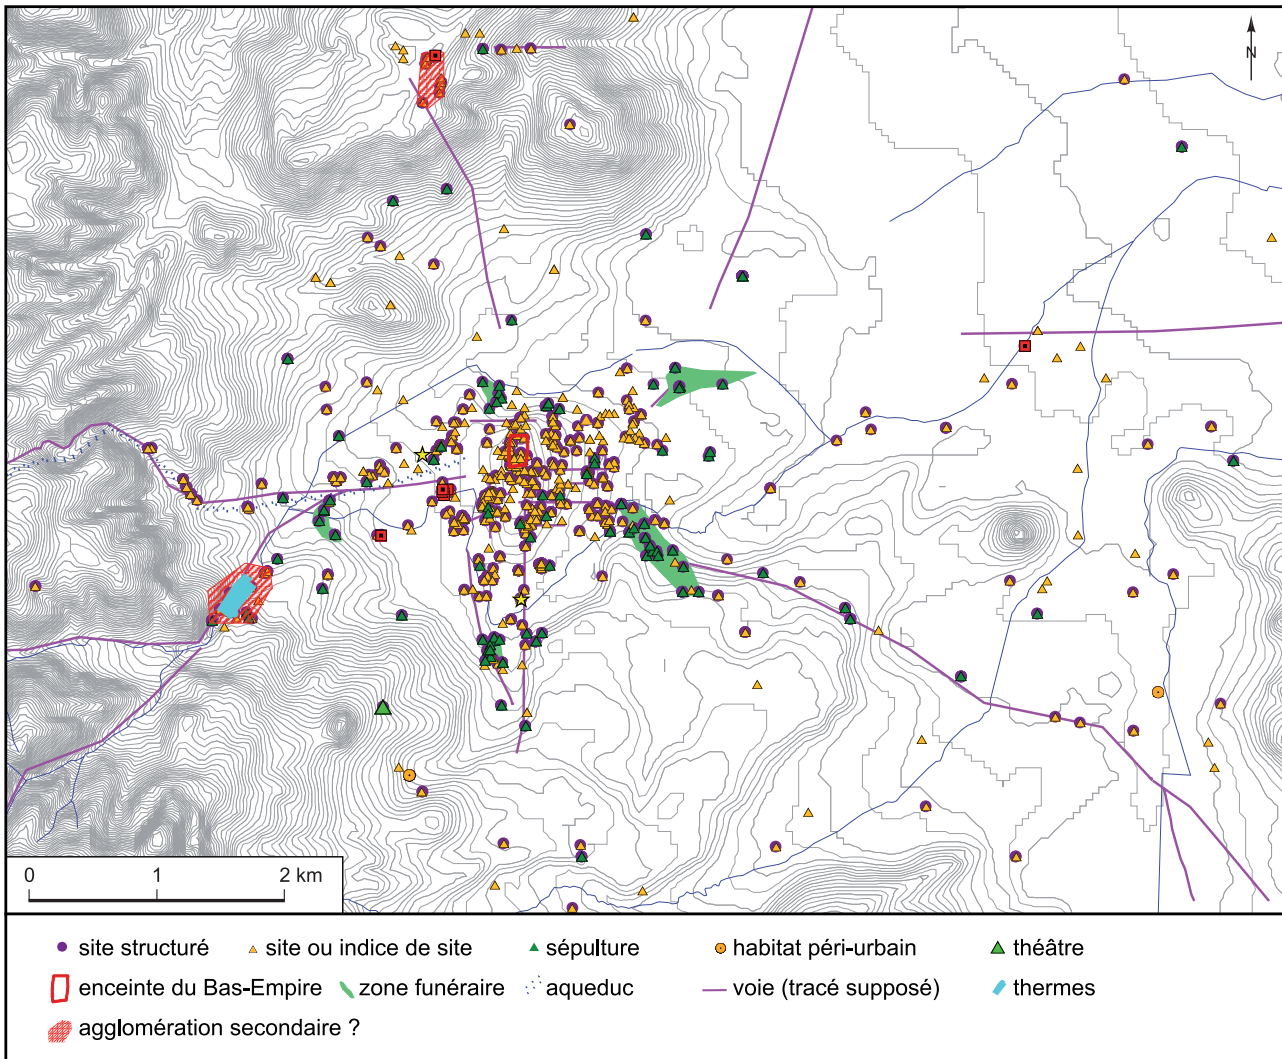 N
0 1 2 km
site structuré site ou indice de site sépulture habitat péri-urbain théâtre
enceinte du Bas-Empire zone funéraire aqueduc voie (tracé supposé) thermes
agglomération secondaire ?